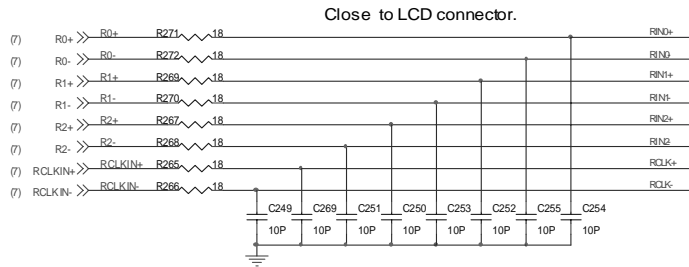 Close to LCD connector.
(7) R0+ R0+ R271 18 RIN0+
(7) R0- R0- R272 18 RIN0-
(7) R1+ R1+ R269 18 RIN1+
(7) R1- R1- R270 18 RIN1-
(7) R2+ R2+ R267 18 RIN2+
(7) R2- R2- R268 18 RIN2-
(7) RCLKIN+ RCLKIN+ R265 18 RCLK+
(7) RCLKIN- RCLKIN- R266 18 RCLK-
C249 C269 C251 C250 C253 C252 C255 C254
10P 10P 10P 10P 10P 10P 10P 10P